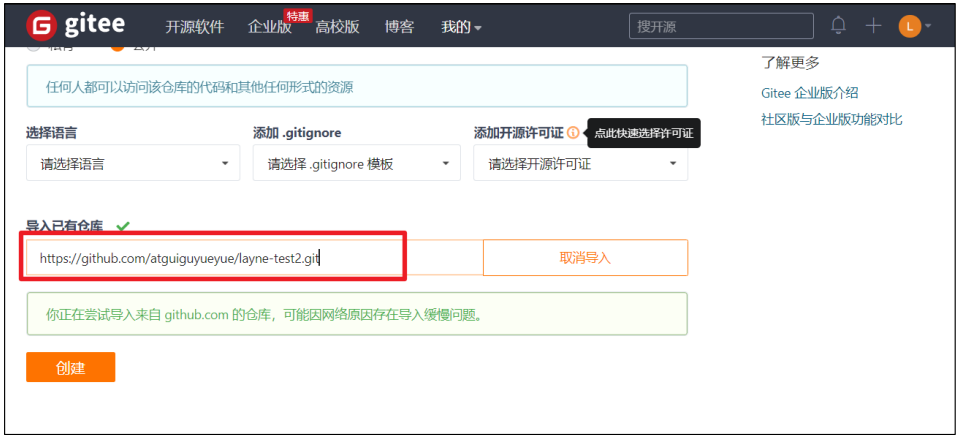 gitee 开源软件 企业版 特惠 高校版 博客 我的 搜开源 L
私有 公开
了解更多
任何人都可以访问该仓库的代码和其他任何形式的资源
Gitee 企业版介绍
社区版与企业版功能对比
选择语言 添加 .gitignore 添加开源许可证 点此快速选择许可证
请选择语言 请选择 .gitignore 模板 请选择开源许可证
导入已有仓库
https://github.com/atguiguyueyue/layne-test2.git 取消导入
你正在尝试导入来自 github.com 的仓库，可能因网络原因存在导入缓慢问题。
创建